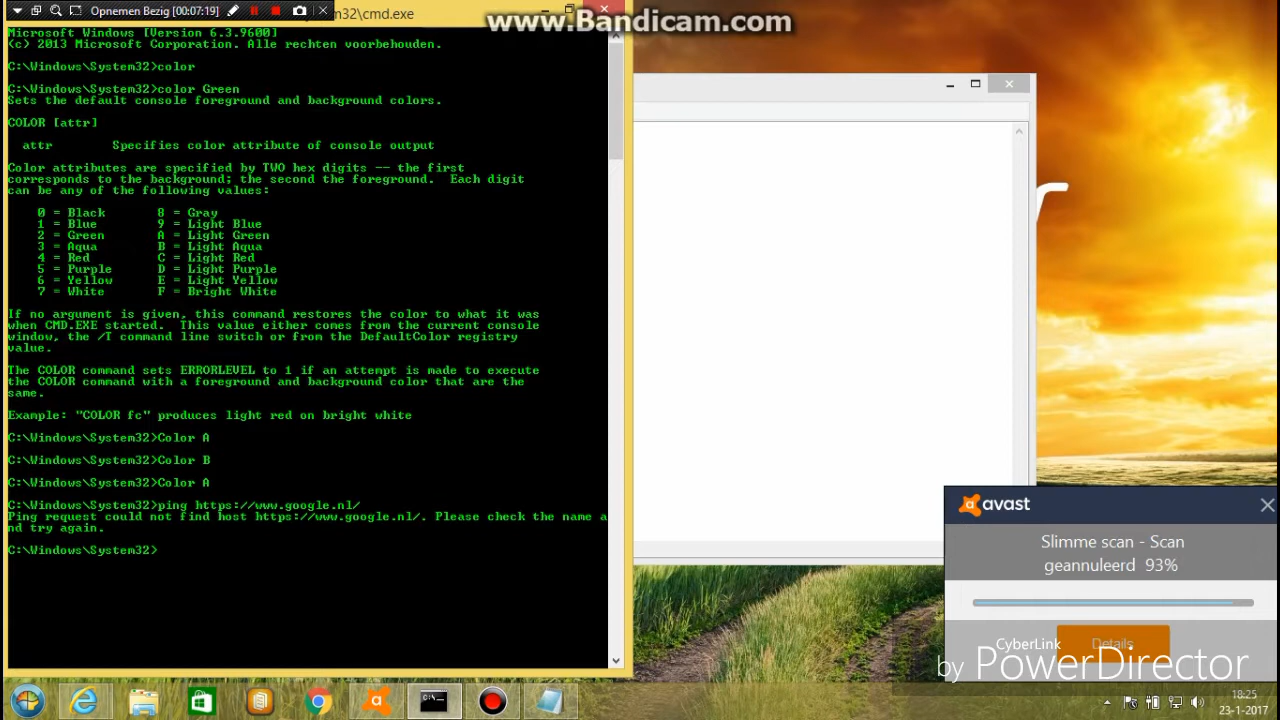 Opnemen Bezig [00:07:19]
m32\cmd.exe
www.Bandicam.com
Microsoft Windows [Version 6.3.9600]
(c) 2013 Microsoft Corporation. Alle rechten voorbehouden.
C:\Windows\System32>color
C:\Windows\System32>color Green
Sets the default console foreground and background colors.
COLOR [attr]
attr Specifies color attribute of console output
Color attributes are specified by TWO hex digits -- the first
corresponds to the background; the second the foreground. Each digit
can be any of the following values:
0 = Black 8 = Gray
1 = Blue 9 = Light Blue
2 = Green A = Light Green
3 = Aqua B = Light Aqua
4 = Red C = Light Red
5 = Purple D = Light Purple
6 = Yellow E = Light Yellow
7 = White F = Bright White
If no argument is given, this command restores the color to what it was
when CMD.EXE started. This value either comes from the current console
window, the /T command line switch or from the DefaultColor registry
value.
The COLOR command sets ERRORLEVEL to 1 if an attempt is made to execute
the COLOR command with a foreground and background color that are the
same.
Example: "COLOR fc" produces light red on bright white
C:\Windows\System32>Color A
C:\Windows\System32>Color B
C:\Windows\System32>Color A
C:\Windows\System32>ping https://www.google.nl/
Ping request could not find host https://www.google.nl/. Please check the name a
nd try again.
C:\Windows\System32>
avast
Slimme scan - Scan
geannuleerd 93%
Details
CyberLink
by PowerDirector
18:25
23-1-2017